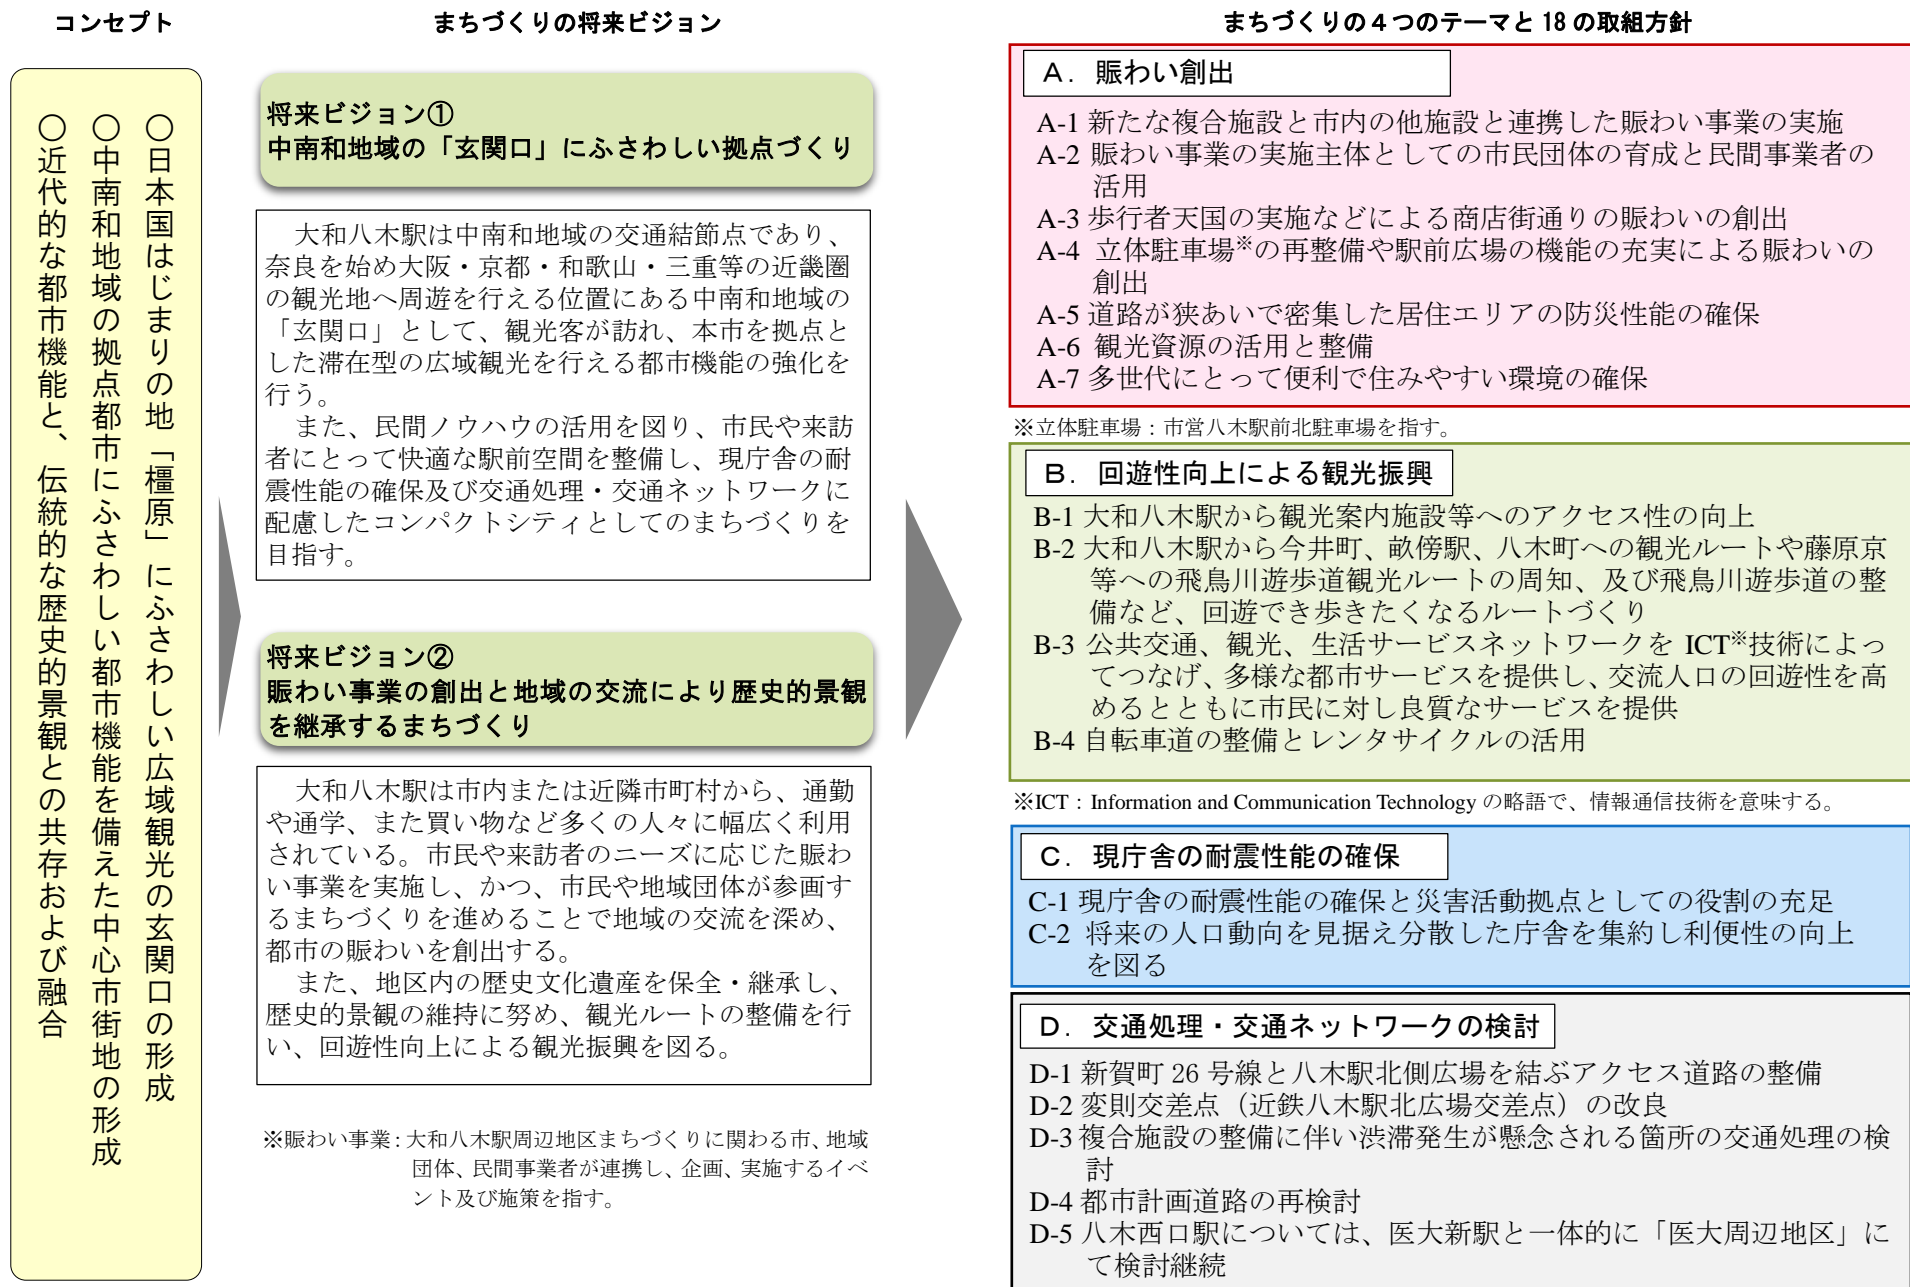 コンセプト
○日本国はじまりの地「橿原」にふさわしい広域観光の玄関口の形成
○中南和地域の拠点都市にふさわしい都市機能を備えた中心市街地の形成
○近代的な都市機能と、伝統的な歴史的景観との共存および融合
まちづくりの将来ビジョン
将来ビジョン①
中南和地域の「玄関口」にふさわしい拠点づくり
大和八木駅は中南和地域の交通結節点であり、
奈良を始め大阪・京都・和歌山・三重等の近畿圏
の観光地へ周遊を行える位置にある中南和地域の
「玄関口」として、観光客が訪れ、本市を拠点と
した滞在型の広域観光を行える都市機能の強化を
行う。
また、民間ノウハウの活用を図り、市民や来訪
者にとって快適な駅前空間を整備し、現庁舎の耐
震性能の確保及び交通処理・交通ネットワークに
配慮したコンパクトシティとしてのまちづくりを
目指す。
将来ビジョン②
賑わい事業の創出と地域の交流により歴史的景観
を継承するまちづくり
大和八木駅は市内または近隣市町村から、通勤
や通学、また買い物など多くの人々に幅広く利用
されている。市民や来訪者のニーズに応じた賑わ
い事業を実施し、かつ、市民や地域団体が参画す
るまちづくりを進めることで地域の交流を深め、
都市の賑わいを創出する。
また、地区内の歴史文化遺産を保全・継承し、
歴史的景観の維持に努め、観光ルートの整備を行
い、回遊性向上による観光振興を図る。
※賑わい事業：大和八木駅周辺地区まちづくりに関わる市、地域
団体、民間事業者が連携し、企画、実施するイベ
ント及び施策を指す。
まちづくりの４つのテーマと 18 の取組方針
Ａ．賑わい創出
A-1 新たな複合施設と市内の他施設と連携した賑わい事業の実施
A-2 賑わい事業の実施主体としての市民団体の育成と民間事業者の
活用
A-3 歩行者天国の実施などによる商店街通りの賑わいの創出
A-4 立体駐車場※の再整備や駅前広場の機能の充実による賑わいの
創出
A-5 道路が狭あいで密集した居住エリアの防災性能の確保
A-6 観光資源の活用と整備
A-7 多世代にとって便利で住みやすい環境の確保
※立体駐車場：市営八木駅前北駐車場を指す。
Ｂ．回遊性向上による観光振興
B-1 大和八木駅から観光案内施設等へのアクセス性の向上
B-2 大和八木駅から今井町、畝傍駅、八木町への観光ルートや藤原京
等への飛鳥川遊歩道観光ルートの周知、及び飛鳥川遊歩道の整
備など、回遊でき歩きたくなるルートづくり
B-3 公共交通、観光、生活サービスネットワークを ICT※技術によっ
てつなげ、多様な都市サービスを提供し、交流人口の回遊性を高
めるとともに市民に対し良質なサービスを提供
B-4 自転車道の整備とレンタサイクルの活用
※ICT：Information and Communication Technology の略語で、情報通信技術を意味する。
Ｃ．現庁舎の耐震性能の確保
C-1 現庁舎の耐震性能の確保と災害活動拠点としての役割の充足
C-2 将来の人口動向を見据え分散した庁舎を集約し利便性の向上
を図る
Ｄ．交通処理・交通ネットワークの検討
D-1 新賀町 26 号線と八木駅北側広場を結ぶアクセス道路の整備
D-2 変則交差点（近鉄八木駅北広場交差点）の改良
D-3 複合施設の整備に伴い渋滞発生が懸念される箇所の交通処理の検
討
D-4 都市計画道路の再検討
D-5 八木西口駅については、医大新駅と一体的に「医大周辺地区」に
て検討継続